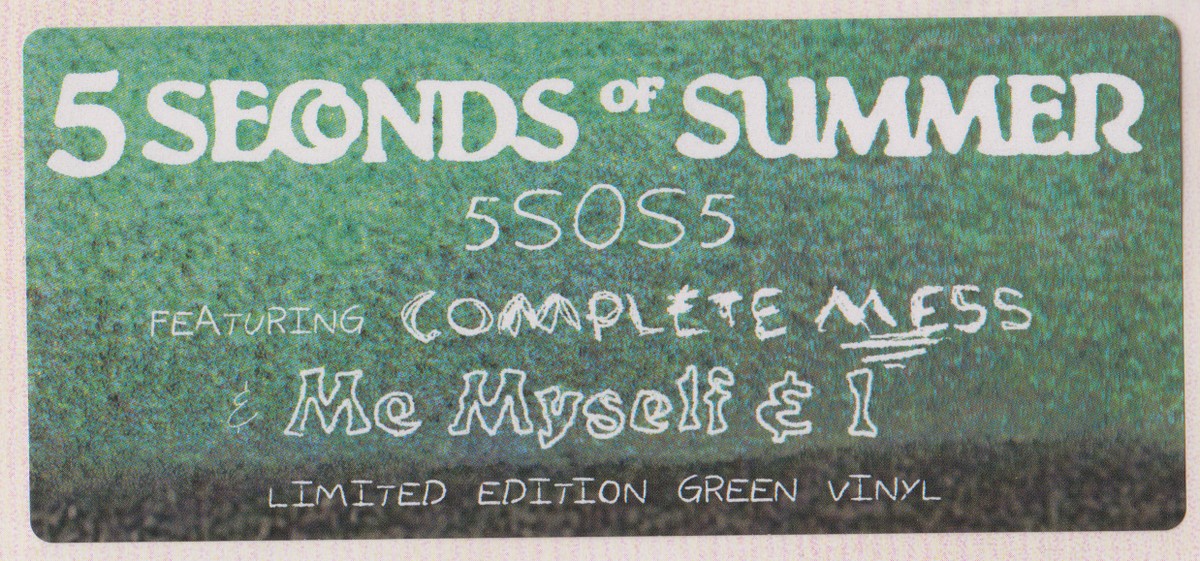 5 SECONDS OF SUMMER
5SOS5
FEATURING COMPLETE MESS
& Me Myself & I
LIMITED EDITION GREEN VINYL